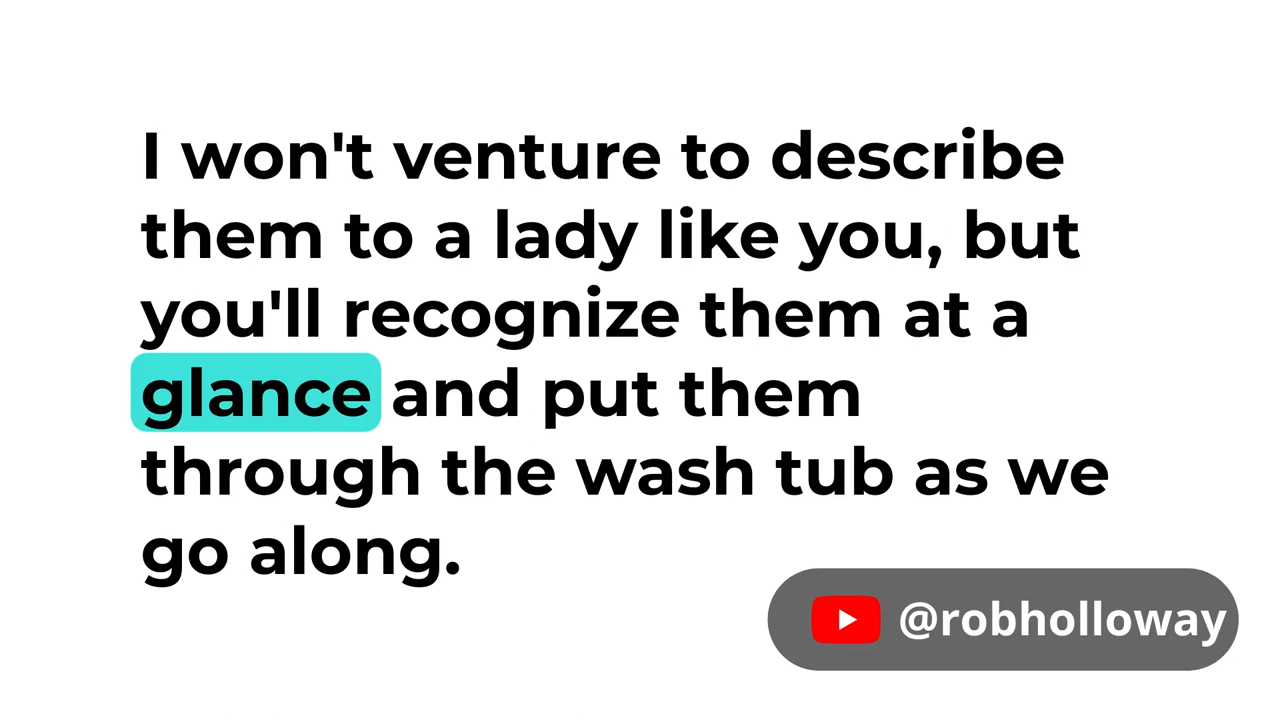 I won't venture to describe
them to a lady like you, but
you'll recognize them at a
glance and put them
through the wash tub as we
go along.
@robholloway